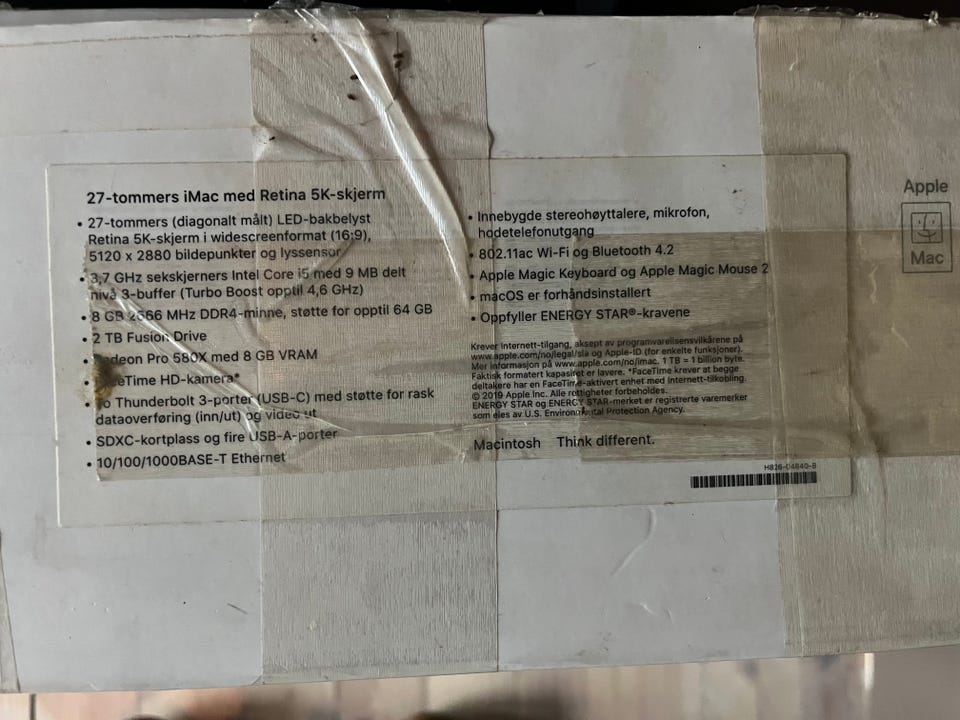 27-tommers iMac med Retina 5K-skjerm
• 27-tommers (diagonalt målt) LED-bakbelyst
Retina 5K-skjerm i widescreenformat (16:9),
5120 x 2880 bildepunkter og lyssensor
• 3,7 GHz sekskjerners Intel Core i5 med 9 MB delt
nivå 3-buffer (Turbo Boost opptil 4,6 GHz)
• 8 GB 2666 MHz DDR4-minne, støtte for opptil 64 GB
• 2 TB Fusion Drive
• Radeon Pro 580X med 8 GB VRAM
• FaceTime HD-kamera*
• To Thunderbolt 3-porter (USB-C) med støtte for rask
dataoverføring (inn/ut) og video ut
• SDXC-kortplass og fire USB-A-porter
• 10/100/1000BASE-T Ethernet
• Innebygde stereohøyttalere, mikrofon,
hodetelefonutgang
• 802.11ac Wi-Fi og Bluetooth 4.2
• Apple Magic Keyboard og Apple Magic Mouse 2
• macOS er forhåndsinstallert
• Oppfyller ENERGY STAR®-kravene
Krever Internett-tilgang, aksept av programvarelisensvilkårene på
www.apple.com/no/legal/sla og Apple-ID (for enkelte funksjoner).
Mer informasjon på www.apple.com/no/imac. 1 TB = 1 billion byte.
Faktisk formatert kapasitet er lavere. *FaceTime krever at begge
deltakere har en FaceTime-aktivert enhet med Internett-tilkobling.
© 2019 Apple Inc. Alle rettigheter forbeholdes.
ENERGY STAR og ENERGY STAR-merket er registrerte varemerker
som eies av U.S. Environmental Protection Agency.
Macintosh Think different.
H826-04840-B
Apple
Mac